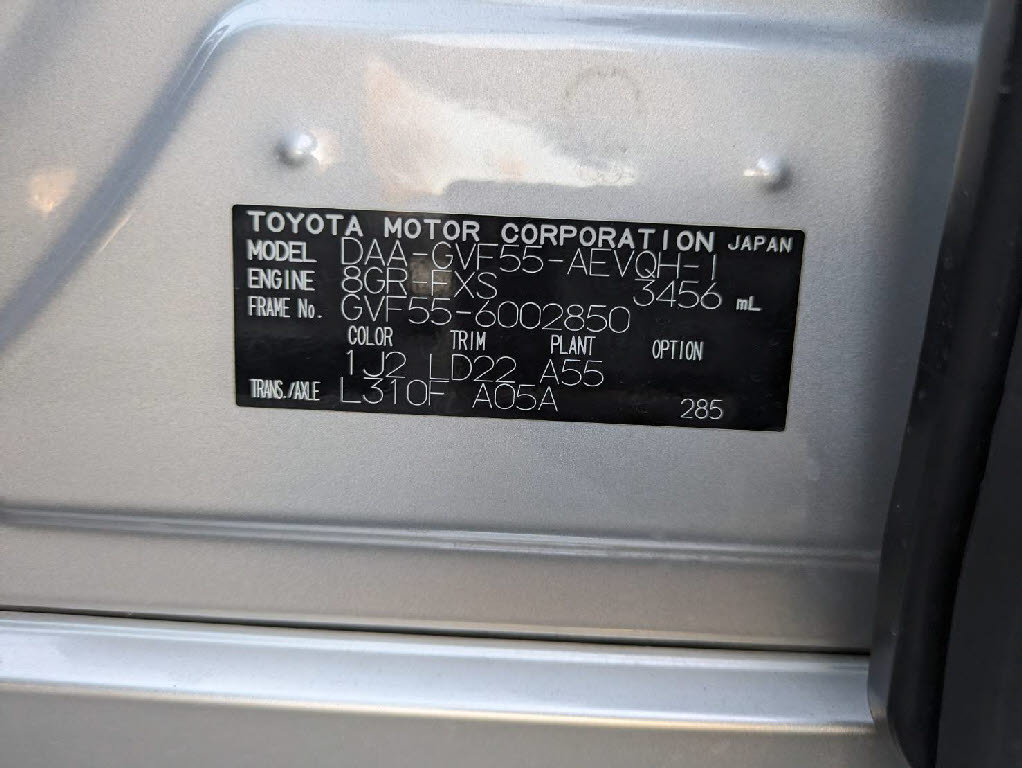 TOYOTA MOTOR CORPORATION JAPAN
MODEL DAA-GVF55-AEVQH-1
ENGINE 8GR-FXS 3456 mL
FRAME No. GVF55-6002850
COLOR TRIM PLANT OPTION
1J2 LD22 A55
TRANS./AXLE L310F A05A 285